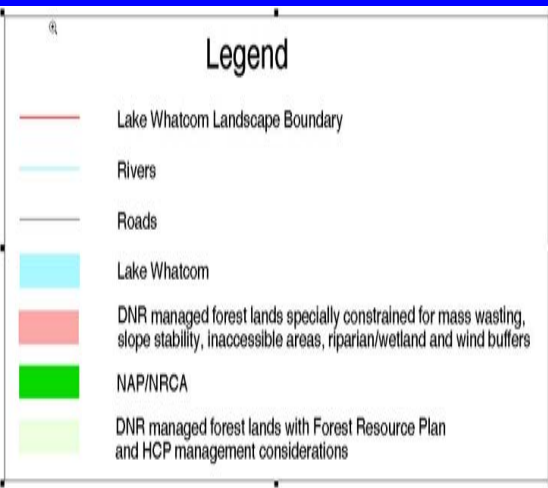 Legend
Lake Whatcom Landscape Boundary
Rivers
Roads
Lake Whatcom
DNR managed forest lands specially constrained for mass wasting,
slope stability, inaccessible areas, riparian/wetland and wind buffers
NAP/NRCA
DNR managed forest lands with Forest Resource Plan
and HCP management considerations